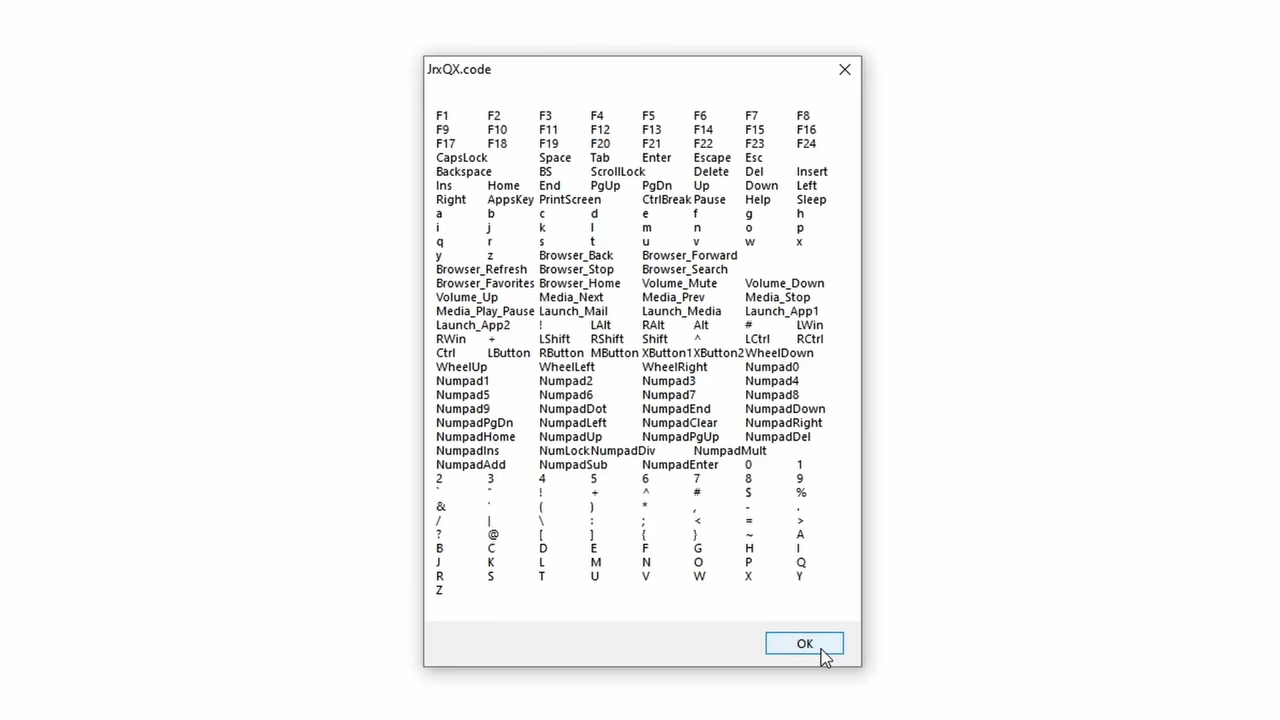 JrxQX.code
F1 F2 F3 F4 F5 F6 F7 F8
F9 F10 F11 F12 F13 F14 F15 F16
F17 F18 F19 F20 F21 F22 F23 F24
CapsLock Space Tab Enter Escape Esc
Backspace BS ScrollLock Delete Del Insert
Ins Home End PgUp PgDn Up Down Left
Right AppsKey PrintScreen CtrlBreak Pause Help Sleep
a b c d e f g h
i j k l m n o p
q r s t u v w x
y z Browser_Back Browser_Forward
Browser_Refresh Browser_Stop Browser_Search
Browser_Favorites Browser_Home Volume_Mute Volume_Down
Volume_Up Media_Next Media_Prev Media_Stop
Media_Play_Pause Launch_Mail Launch_Media Launch_App1
Launch_App2 ! LAlt RAlt Alt # LWin
RWin + LShift RShift Shift ^ LCtrl RCtrl
Ctrl LButton RButton MButton XButton1 XButton2 WheelDown
WheelUp WheelLeft WheelRight Numpad0
Numpad1 Numpad2 Numpad3 Numpad4
Numpad5 Numpad6 Numpad7 Numpad8
Numpad9 NumpadDot NumpadEnd NumpadDown
NumpadPgDn NumpadLeft NumpadClear NumpadRight
NumpadHome NumpadUp NumpadPgUp NumpadDel
NumpadIns NumLock NumpadDiv NumpadMult
NumpadAdd NumpadSub NumpadEnter 0 1
2 3 4 5 6 7 8 9
` ! + ^ # $ %
& ( ) * , - .
/ | \ : ; < = >
? @ [ ] { } ~ A
B C D E F G H I
J K L M N O P Q
R S T U V W X Y
Z
OK